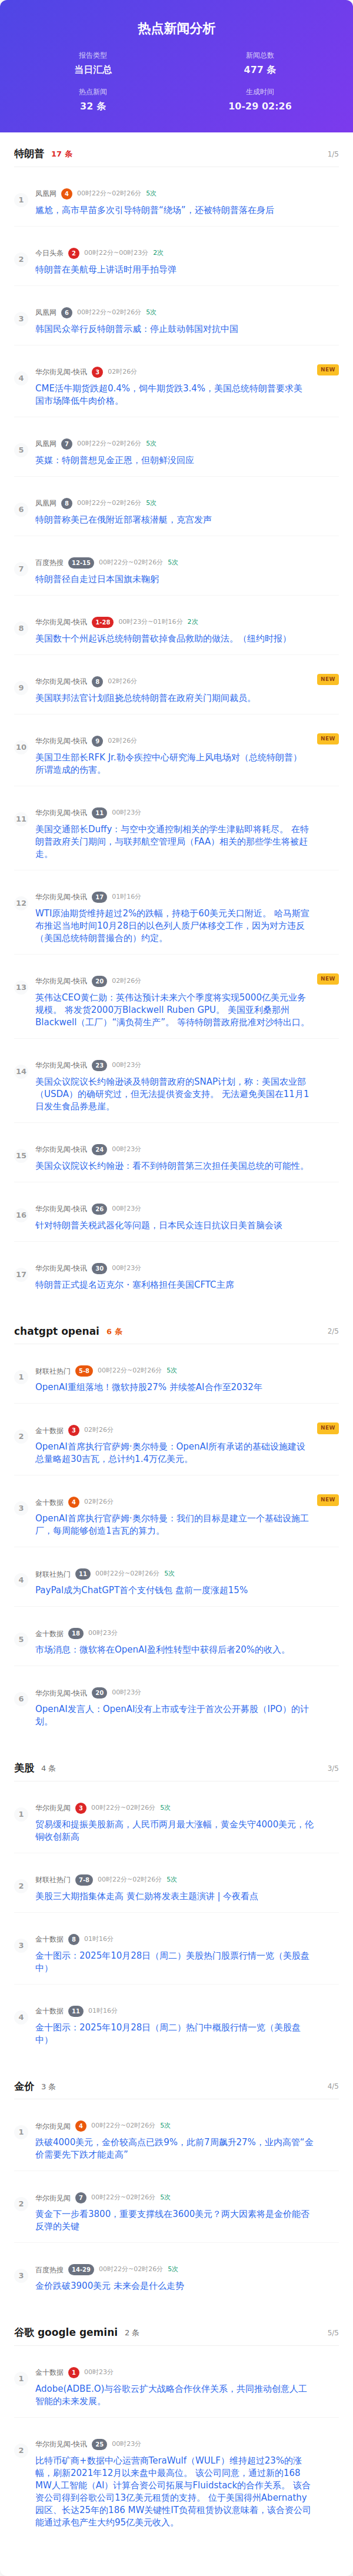 热点新闻分析
报告类型
新闻总数
当日汇总
477 条
热点新闻
生成时间
32 条
10-29 02:26
特朗普 17 条 1/5
1 凤凰网 4 00时22分~02时26分 5次
尴尬，高市早苗多次引导特朗普“绕场”，还被特朗普落在身后
2 今日头条 2 00时22分~00时23分 2次
特朗普在美航母上讲话时用手拍导弹
3 凤凰网 6 00时22分~02时26分 5次
韩国民众举行反特朗普示威：停止鼓动韩国对抗中国
4 华尔街见闻-快讯 3 02时26分 NEW
CME活牛期货跌超0.4%，饲牛期货跌3.4%，美国总统特朗普要求美
国市场降低牛肉价格。
5 凤凰网 7 00时22分~02时26分 5次
英媒：特朗普想见金正恩，但朝鲜没回应
6 凤凰网 8 00时22分~02时26分 5次
特朗普称美已在俄附近部署核潜艇，克宫发声
7 百度热搜 12-15 00时22分~02时26分 5次
特朗普径自走过日本国旗未鞠躬
8 华尔街见闻-快讯 1-28 00时23分~01时16分 2次
美国数十个州起诉总统特朗普砍掉食品救助的做法。（纽约时报）
9 华尔街见闻-快讯 8 02时26分 NEW
美国联邦法官计划阻挠总统特朗普在政府关门期间裁员。
10 华尔街见闻-快讯 9 02时26分 NEW
美国卫生部长RFK Jr.勒令疾控中心研究海上风电场对（总统特朗普）
所谓造成的伤害。
11 华尔街见闻-快讯 11 00时23分
美国交通部长Duffy：与空中交通控制相关的学生津贴即将耗尽。 在特
朗普政府关门期间，与联邦航空管理局（FAA）相关的那些学生将被赶
走。
12 华尔街见闻-快讯 17 01时16分
WTI原油期货维持超过2%的跌幅，持稳于60美元关口附近。 哈马斯宣
布推迟当地时间10月28日的以色列人质尸体移交工作，因为对方违反
（美国总统特朗普撮合的）约定。
13 华尔街见闻-快讯 20 02时26分 NEW
英伟达CEO黄仁勋：英伟达预计未来六个季度将实现5000亿美元业务
规模。 将发货2000万Blackwell Ruben GPU。 美国亚利桑那州
Blackwell（工厂）“满负荷生产”。 等待特朗普政府批准对沙特出口。
14 华尔街见闻-快讯 23 00时23分
美国众议院议长约翰逊谈及特朗普政府的SNAP计划，称：美国农业部
（USDA）的确研究过，但无法提供资金支持。 无法避免美国在11月1
日发生食品券悬崖。
15 华尔街见闻-快讯 24 00时23分
美国众议院议长约翰逊：看不到特朗普第三次担任美国总统的可能性。
16 华尔街见闻-快讯 26 00时23分
针对特朗普关税武器化等问题，日本民众连日抗议日美首脑会谈
17 华尔街见闻-快讯 30 00时23分
特朗普正式提名迈克尔・塞利格担任美国CFTC主席
chatgpt openai 6 条 2/5
1 财联社热门 5-8 00时22分~02时26分 5次
OpenAI重组落地！微软持股27% 并续签AI合作至2032年
2 金十数据 3 02时26分 NEW
OpenAI首席执行官萨姆·奥尔特曼：OpenAI所有承诺的基础设施建设
总量略超30吉瓦，总计约1.4万亿美元。
3 金十数据 4 02时26分 NEW
OpenAI首席执行官萨姆·奥尔特曼：我们的目标是建立一个基础设施工
厂，每周能够创造1吉瓦的算力。
4 财联社热门 11 00时22分~02时26分 5次
PayPal成为ChatGPT首个支付钱包 盘前一度涨超15%
5 金十数据 18 00时23分
市场消息：微软将在OpenAI盈利性转型中获得后者20%的收入。
6 华尔街见闻-快讯 20 00时23分
OpenAI发言人：OpenAI没有上市或专注于首次公开募股（IPO）的计
划。
美股 4 条 3/5
1 华尔街见闻 3 00时22分~02时26分 5次
贸易缓和提振美股新高，人民币两月最大涨幅，黄金失守4000美元，伦
铜收创新高
2 财联社热门 7-8 00时22分~02时26分 5次
美股三大期指集体走高 黄仁勋将发表主题演讲 | 今夜看点
3 金十数据 8 01时16分
金十图示：2025年10月28日（周二）美股热门股票行情一览（美股盘
中）
4 金十数据 11 01时16分
金十图示：2025年10月28日（周二）热门中概股行情一览（美股盘
中）
金价 3 条 4/5
1 华尔街见闻 4 00时22分~02时26分 5次
跌破4000美元，金价较高点已跌9%，此前7周飙升27%，业内高管“金
价需要先下跌才能走高”
2 华尔街见闻 7 00时22分~02时26分 5次
黄金下一步看3800，重要支撑线在3600美元？两大因素将是金价能否
反弹的关键
3 百度热搜 14-29 00时22分~02时26分 5次
金价跌破3900美元 未来会是什么走势
谷歌 google gemini 2 条 5/5
1 金十数据 1 00时23分
Adobe(ADBE.O)与谷歌云扩大战略合作伙伴关系，共同推动创意人工
智能的未来发展。
2 华尔街见闻-快讯 25 00时23分
比特币矿商+数据中心运营商TeraWulf（WULF）维持超过23%的涨
幅，刷新2021年12月以来盘中最高位。 该公司同意，通过新的168
MW人工智能（AI）计算合资公司拓展与Fluidstack的合作关系。 该合
资公司得到谷歌公司13亿美元租赁的支持。 位于美国得州Abernathy
园区、长达25年的186 MW关键性IT负荷租赁协议意味着，该合资公司
能通过承包产生大约95亿美元收入。